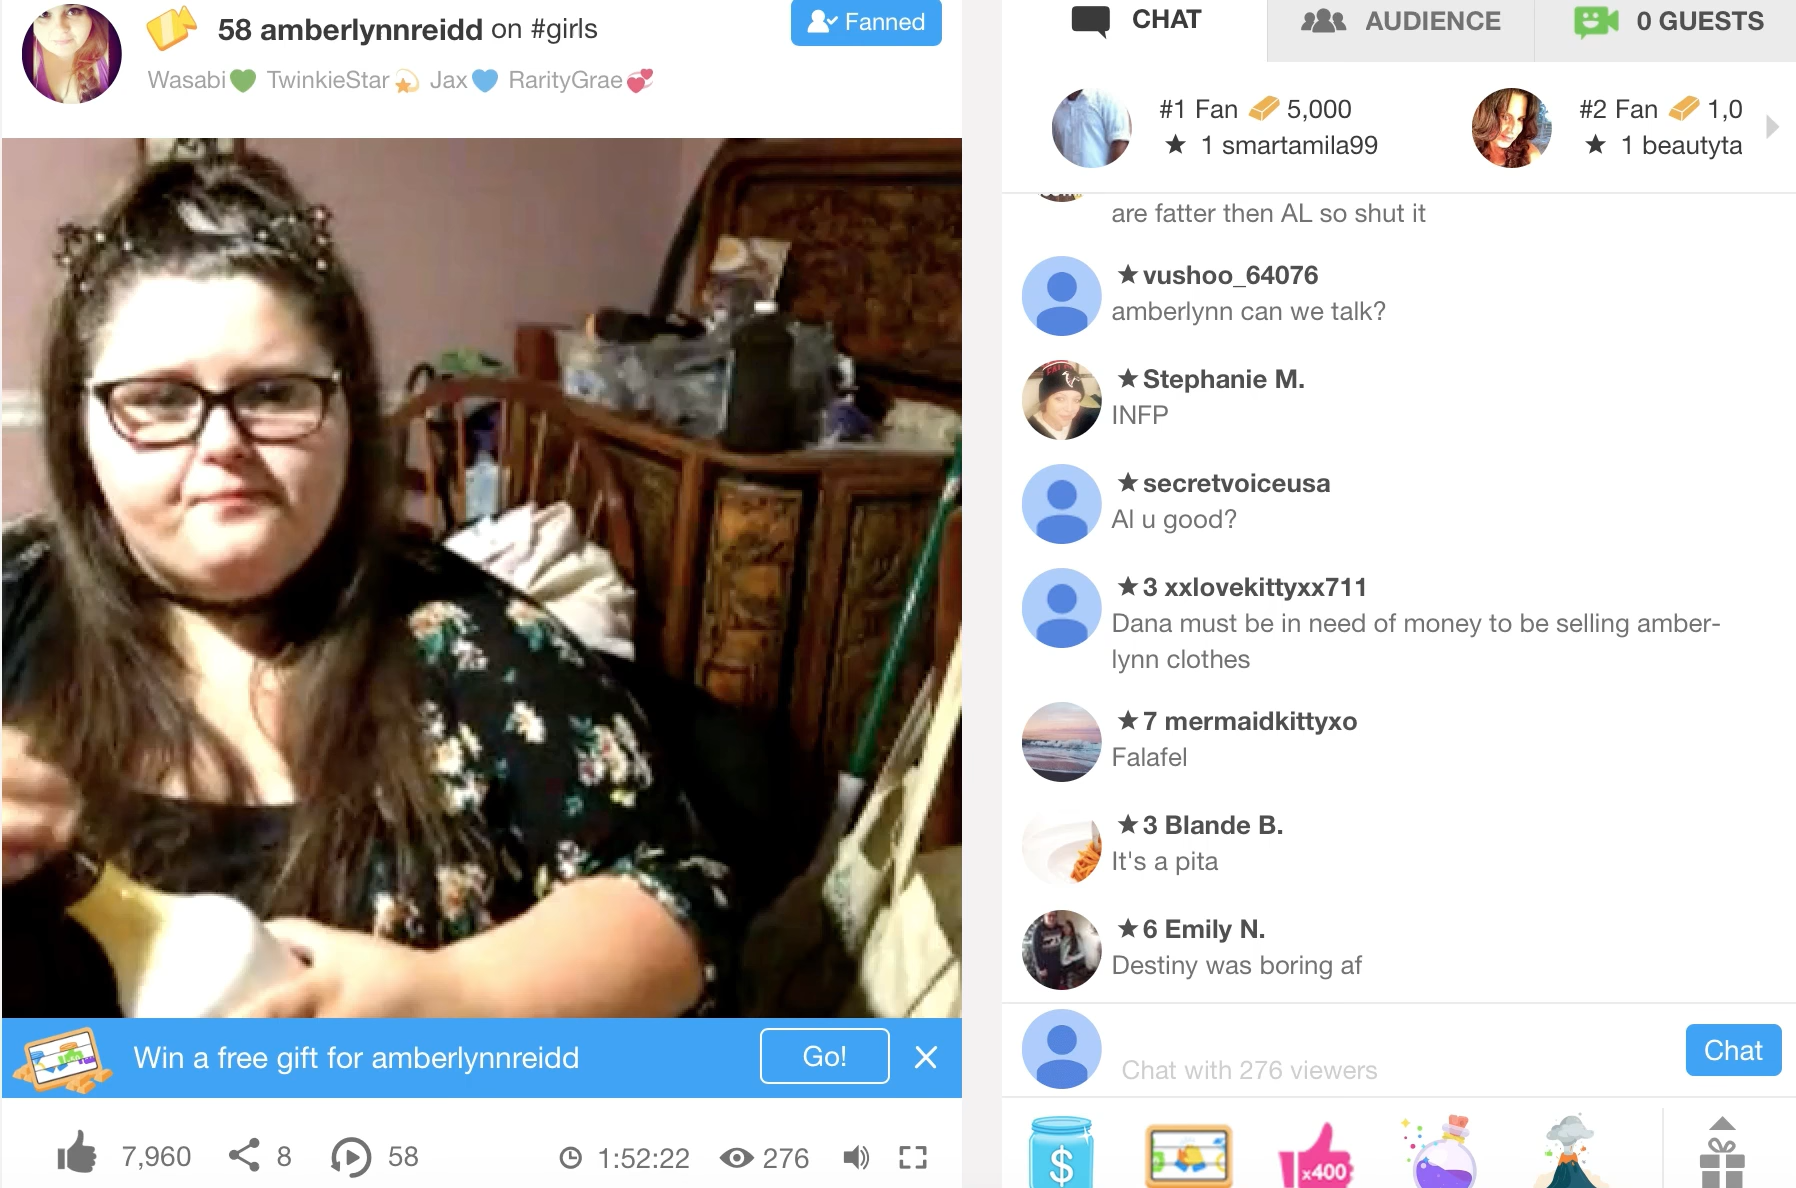 58 amberlynnreidd on #girls
Fanned
Wasabi💚 TwinkieStar💫 Jax💙 RarityGrae💞
Win a free gift for amberlynnreidd
Go!
7,960
8
58
1:52:22
276
CHAT
AUDIENCE
0 GUESTS
#1 Fan 5,000
★ 1 smartamila99
#2 Fan 1,0
★ 1 beautyta
are fatter then AL so shut it
★ vushoo_64076
amberlynn can we talk?
★ Stephanie M.
INFP
★ secretvoiceusa
Al u good?
★ 3 xxlovekittyxx711
Dana must be in need of money to be selling amber-
lynn clothes
★ 7 mermaidkittyxo
Falafel
★ 3 Blande B.
It's a pita
★ 6 Emily N.
Destiny was boring af
Chat with 276 viewers
Chat
$
x400